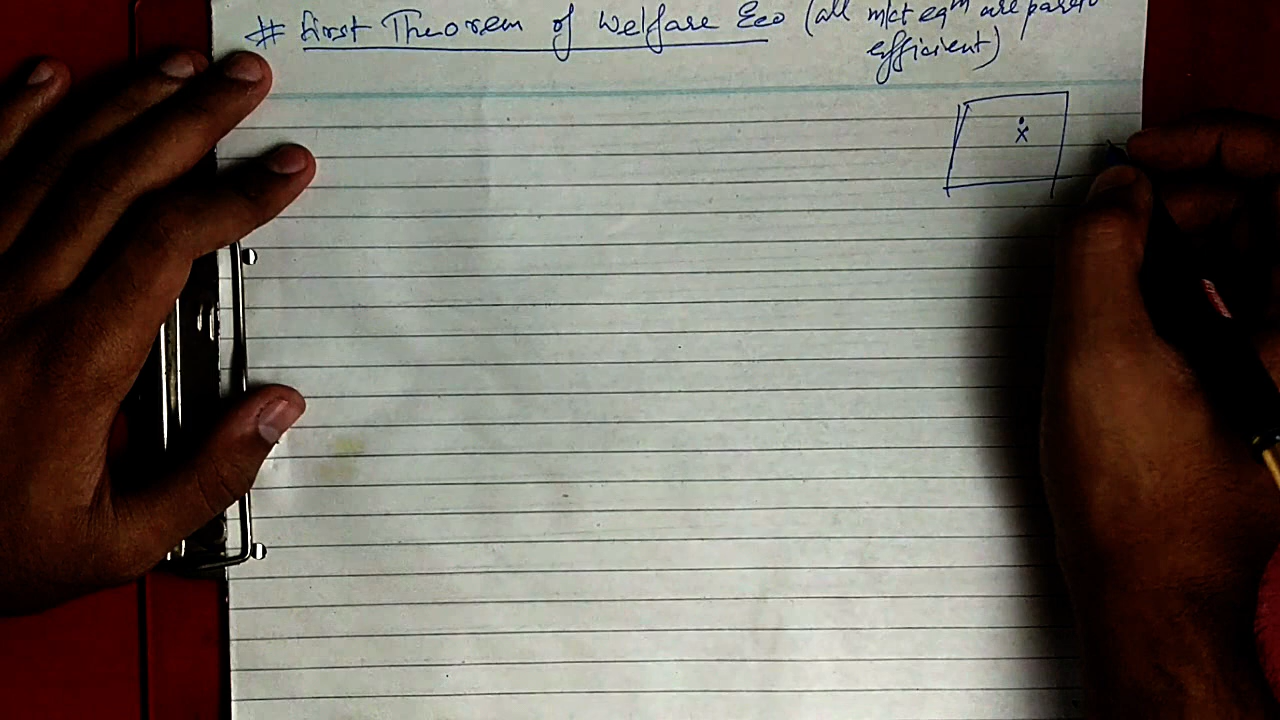 # First Theorem of Welfare Eco (all mkt eqm are pareto
efficient)
x